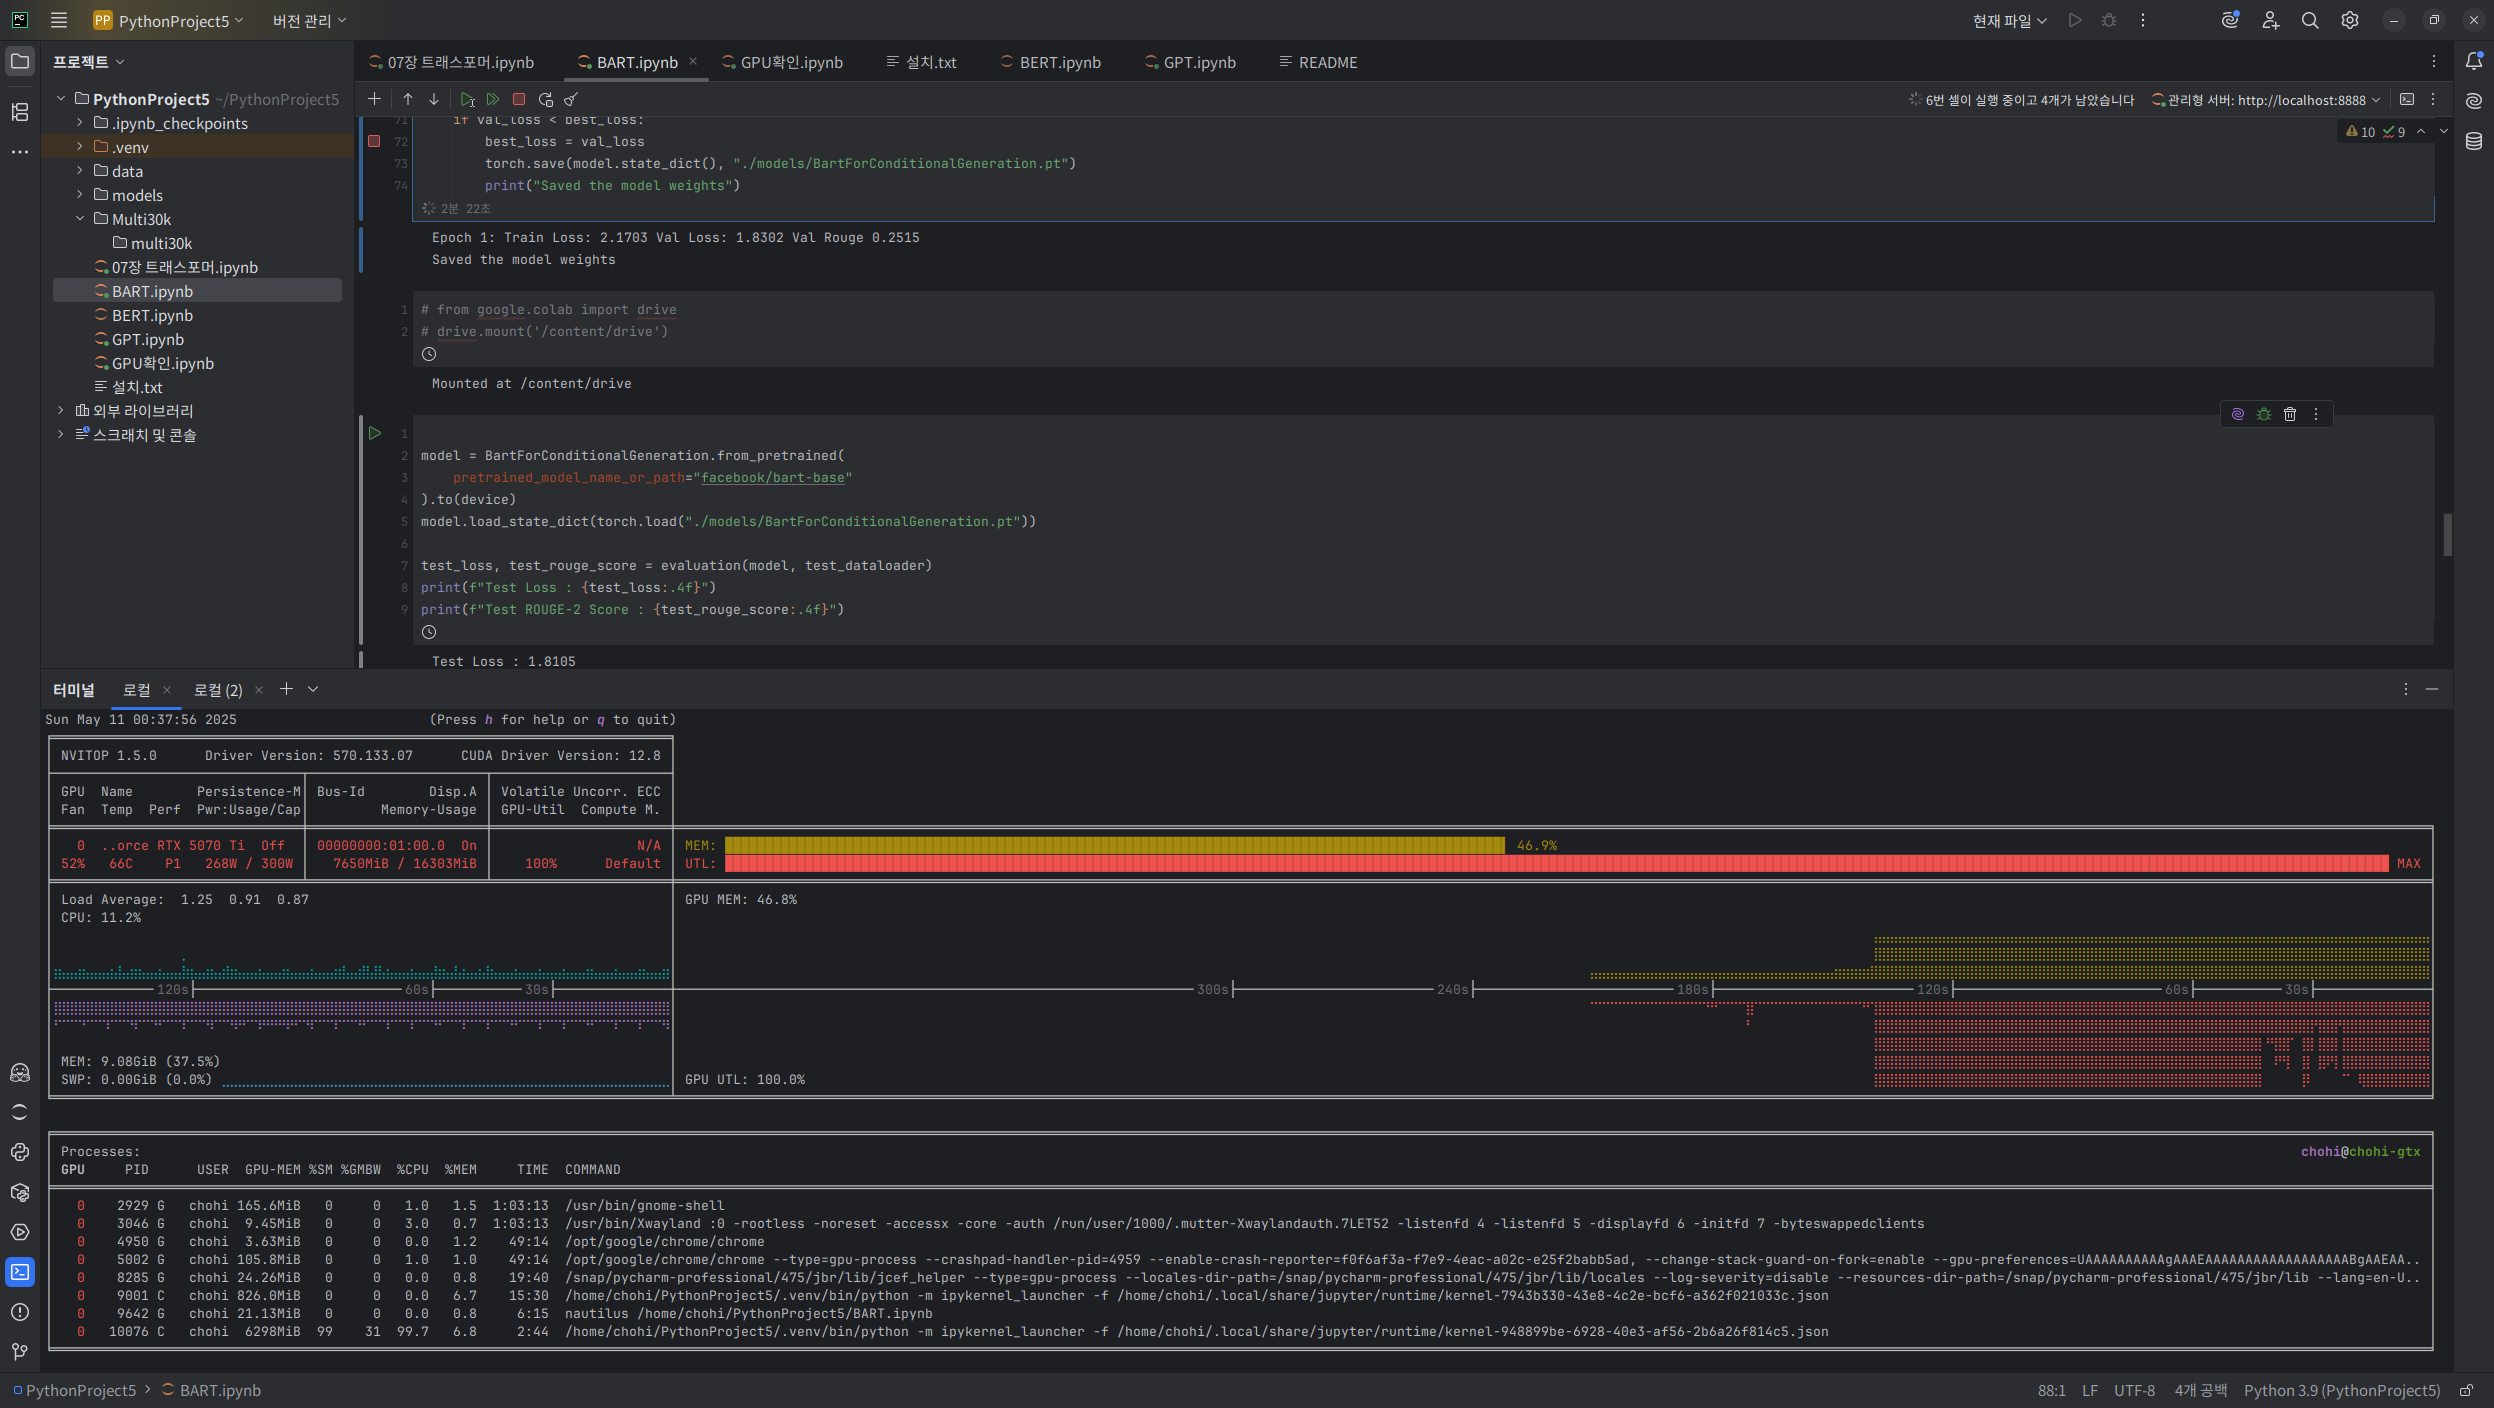 PC PP PythonProject5 버전 관리 현재 파일
프로젝트
07장 트래스포머.ipynb BART.ipynb GPU확인.ipynb 설치.txt BERT.ipynb GPT.ipynb README
6번 셀이 실행 중이고 4개가 남았습니다 관리형 서버: http://localhost:8888
PythonProject5 ~/PythonProject5
.ipynb_checkpoints
.venv
data
models
Multi30k
multi30k
07장 트래스포머.ipynb
BART.ipynb
BERT.ipynb
GPT.ipynb
GPU확인.ipynb
설치.txt
외부 라이브러리
스크래치 및 콘솔
10 9
71 if val_loss < best_loss:
72 best_loss = val_loss
73 torch.save(model.state_dict(), "./models/BartForConditionalGeneration.pt")
74 print("Saved the model weights")
2분 22초
Epoch 1: Train Loss: 2.1703 Val Loss: 1.8302 Val Rouge 0.2515
Saved the model weights
1 # from google.colab import drive
2 # drive.mount('/content/drive')
Mounted at /content/drive
1
2 model = BartForConditionalGeneration.from_pretrained(
3 pretrained_model_name_or_path="facebook/bart-base"
4 ).to(device)
5 model.load_state_dict(torch.load("./models/BartForConditionalGeneration.pt"))
6
7 test_loss, test_rouge_score = evaluation(model, test_dataloader)
8 print(f"Test Loss : {test_loss:.4f}")
9 print(f"Test ROUGE-2 Score : {test_rouge_score:.4f}")
Test Loss : 1.8105
터미널 로컬 로컬 (2)
Sun May 11 00:37:56 2025 (Press h for help or q to quit)
NVITOP 1.5.0 Driver Version: 570.133.07 CUDA Driver Version: 12.8
GPU Name Persistence-M Bus-Id Disp.A Volatile Uncorr. ECC
Fan Temp Perf Pwr:Usage/Cap Memory-Usage GPU-Util Compute M.
0 ..orce RTX 5070 Ti Off 00000000:01:00.0 On N/A MEM: 46.9%
52% 66C P1 268W / 300W 7650MiB / 16303MiB 100% Default UTL: MAX
Load Average: 1.25 0.91 0.87 GPU MEM: 46.8%
CPU: 11.2%
120s 60s 30s 300s 240s 180s 120s 60s 30s
MEM: 9.08GiB (37.5%)
SWP: 0.00GiB (0.0%) GPU UTL: 100.0%
Processes: chohi@chohi-gtx
GPU PID USER GPU-MEM %SM %GMBW %CPU %MEM TIME COMMAND
0 2929 G chohi 165.6MiB 0 0 1.0 1.5 1:03:13 /usr/bin/gnome-shell
0 3046 G chohi 9.45MiB 0 0 3.0 0.7 1:03:13 /usr/bin/Xwayland :0 -rootless -noreset -accessx -core -auth /run/user/1000/.mutter-Xwaylandauth.7LET52 -listenfd 4 -listenfd 5 -displayfd 6 -initfd 7 -byteswappedclients
0 4950 G chohi 3.63MiB 0 0 0.0 1.2 49:14 /opt/google/chrome/chrome
0 5002 G chohi 105.8MiB 0 0 1.0 1.0 49:14 /opt/google/chrome/chrome --type=gpu-process --crashpad-handler-pid=4959 --enable-crash-reporter=f0f6af3a-f7e9-4eac-a02c-e25f2babb5ad, --change-stack-guard-on-fork=enable
0 8285 G chohi 24.26MiB 0 0 0.0 0.8 19:40 /snap/pycharm-professional/475/jbr/lib/jcef_helper --type=gpu-process --locales-dir-path=/snap/pycharm-professional/475/jbr/lib/locales --log-severity=disable --resources-dir-path=/snap/pycharm-professional/475/jbr/lib --lang=en-U..
0 9001 C chohi 826.0MiB 0 0 0.0 6.7 15:30 /home/chohi/PythonProject5/.venv/bin/python -m ipykernel_launcher -f /home/chohi/.local/share/jupyter/runtime/kernel-7943b330-43e8-4c2e-bcf6-a362f021033c.json
0 9642 G chohi 21.13MiB 0 0 0.0 0.8 6:15 nautilus /home/chohi/PythonProject5/BART.ipynb
0 10076 C chohi 6298MiB 99 31 99.7 6.8 2:44 /home/chohi/PythonProject5/.venv/bin/python -m ipykernel_launcher -f /home/chohi/.local/share/jupyter/runtime/kernel-948899be-6928-40e3-af56-2b6a26f814c5.json
PythonProject5 BART.ipynb 88:1 LF UTF-8 4개 공백 Python 3.9 (PythonProject5)